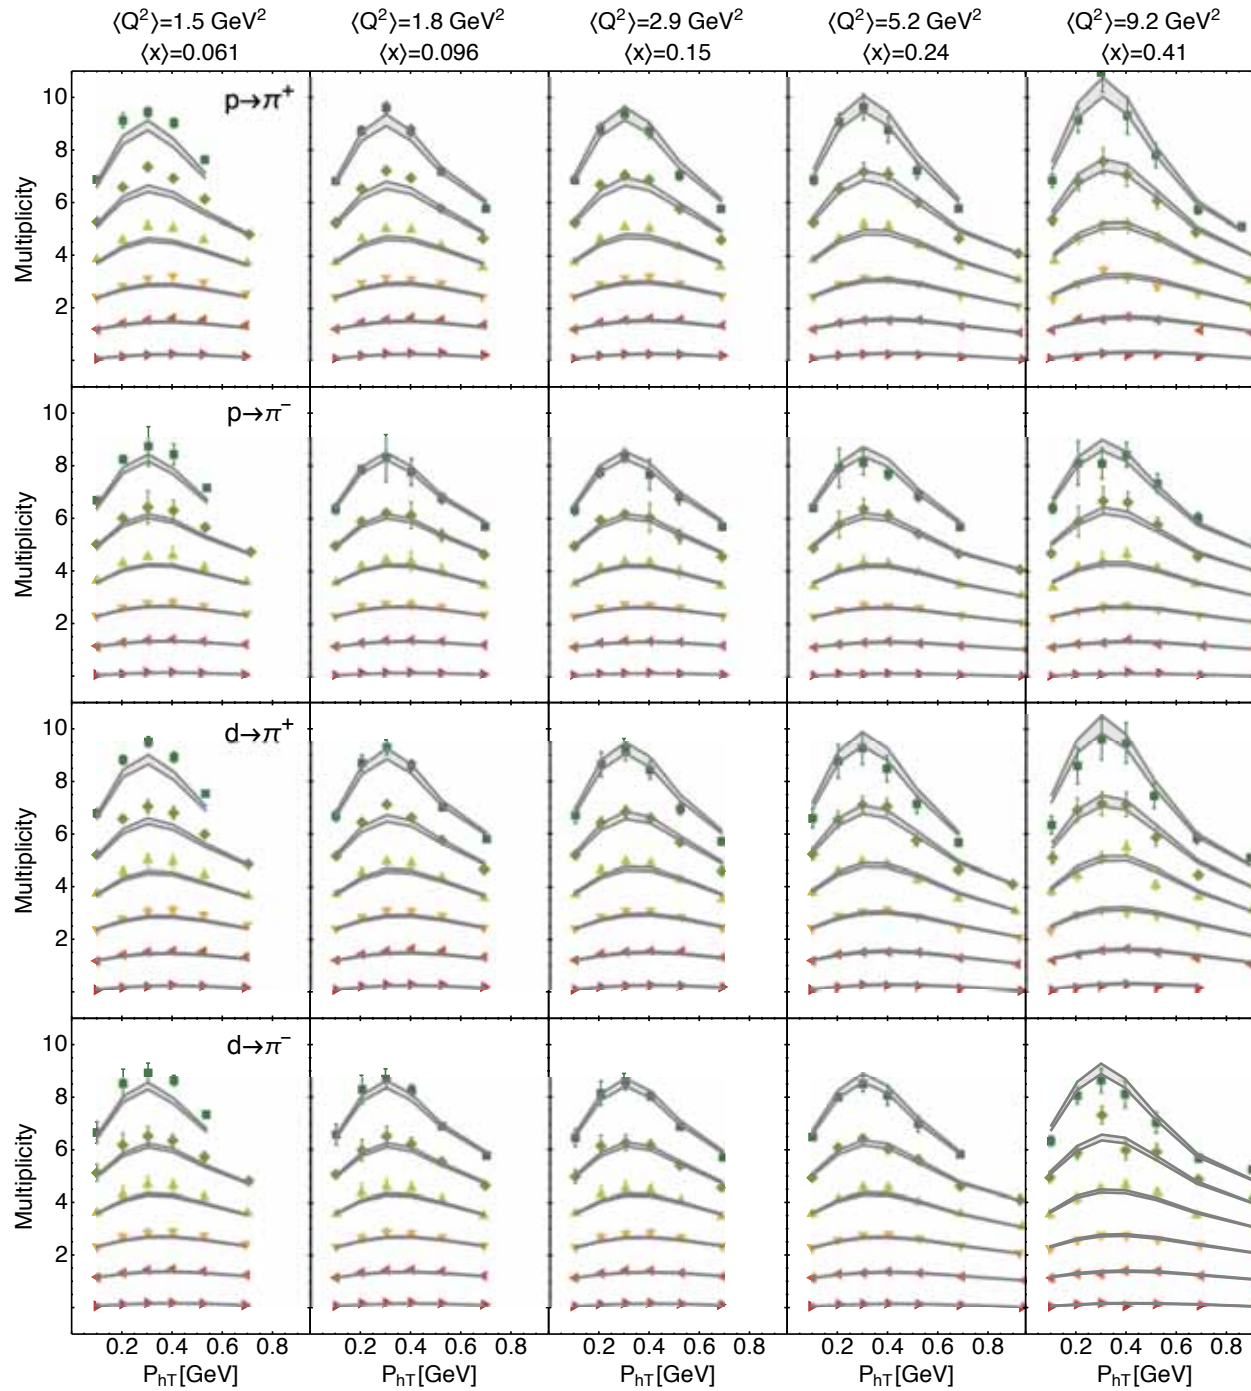 ⟨Q²⟩=1.5 GeV² ⟨Q²⟩=1.8 GeV² ⟨Q²⟩=2.9 GeV² ⟨Q²⟩=5.2 GeV² ⟨Q²⟩=9.2 GeV²
⟨x⟩=0.061 ⟨x⟩=0.096 ⟨x⟩=0.15 ⟨x⟩=0.24 ⟨x⟩=0.41
p→π⁺
10
8
6
4
2
Multiplicity
p→π⁻
10
8
6
4
2
Multiplicity
d→π⁺
10
8
6
4
2
Multiplicity
d→π⁻
10
8
6
4
2
Multiplicity
0.2 0.4 0.6 0.8 0.2 0.4 0.6 0.8 0.2 0.4 0.6 0.8 0.2 0.4 0.6 0.8 0.2 0.4 0.6 0.8
P_hT[GeV] P_hT[GeV] P_hT[GeV] P_hT[GeV] P_hT[GeV]